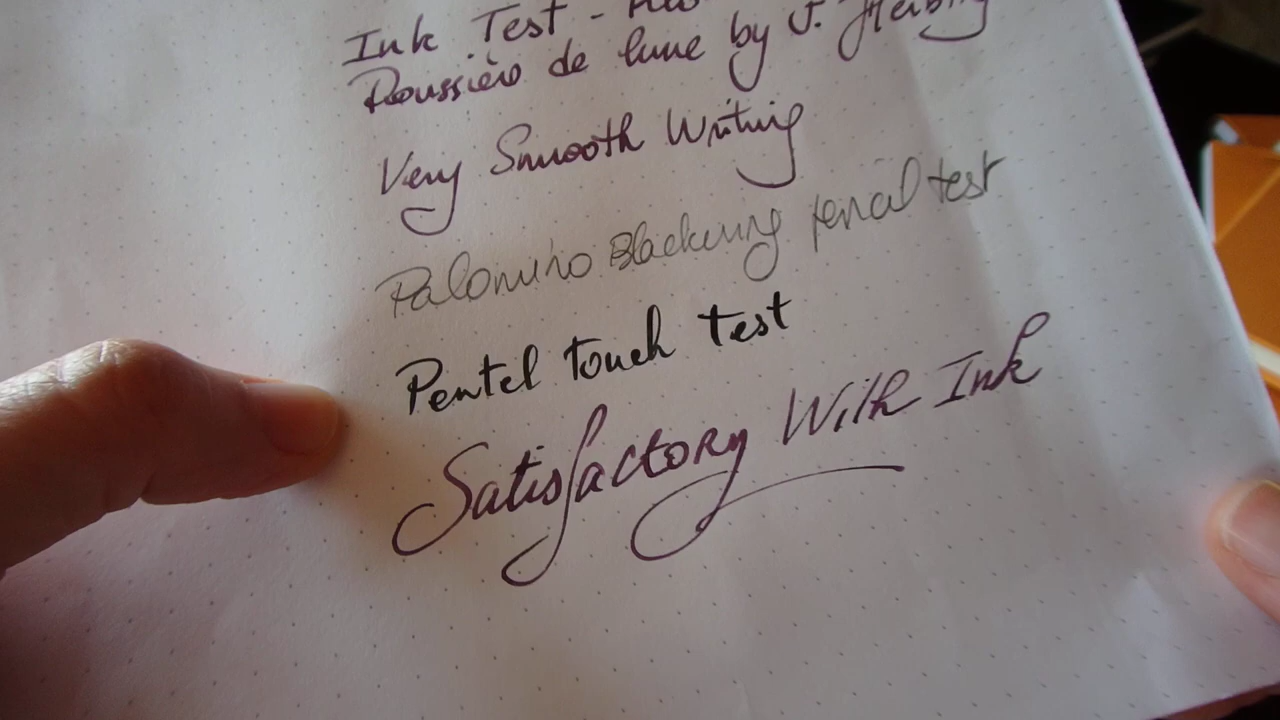 Ink Test -
Poussière de lune by J. Herbin
Very Smooth Writing
Palomino Blackwing pencil test
Pentel touch test
Satisfactory With Ink